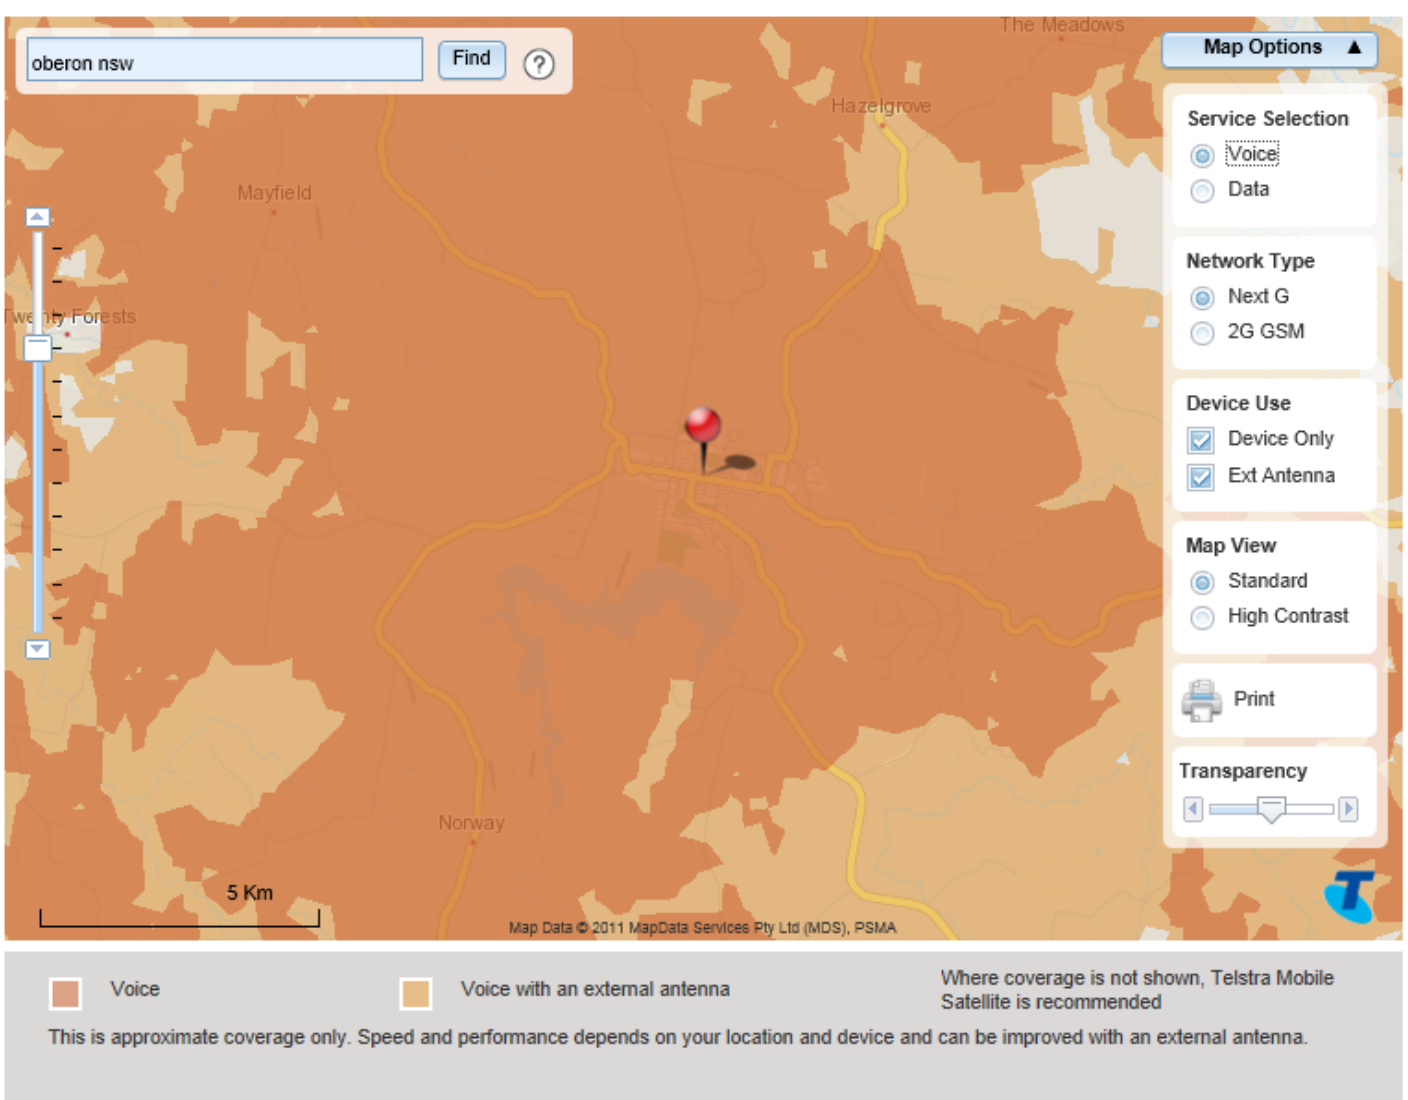 The Meadows
oberon nsw
Find
?
Map Options
Hazelgrove
Service Selection
Voice
Data
Mayfield
Network Type
Next G
2G GSM
Twenty Forests
Device Use
Device Only
Ext Antenna
Map View
Standard
High Contrast
Print
Transparency
Norway
5 Km
T
Map Data © 2011 MapData Services Pty Ltd (MDS), PSMA
Voice
Voice with an external antenna
Where coverage is not shown, Telstra Mobile
Satellite is recommended
This is approximate coverage only. Speed and performance depends on your location and device and can be improved with an external antenna.